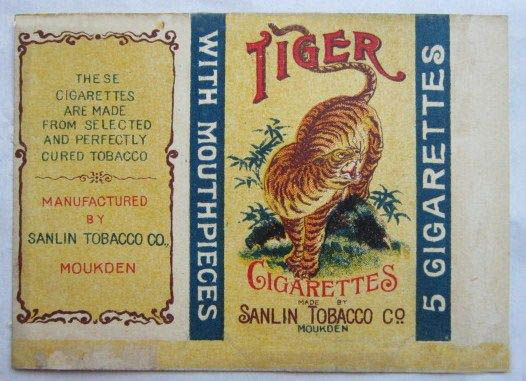 THESE
CIGARETTES
ARE MADE
FROM SELECTED
AND PERFECTLY
CURED TOBACCO
MANUFACTURED
BY
SANLIN TOBACCO CO.,
MOUKDEN
WITH MOUTHPIECES
TIGER
CIGARETTES
MADE BY
SANLIN TOBACCO CO
MOUKDEN
5 GIGARETTES